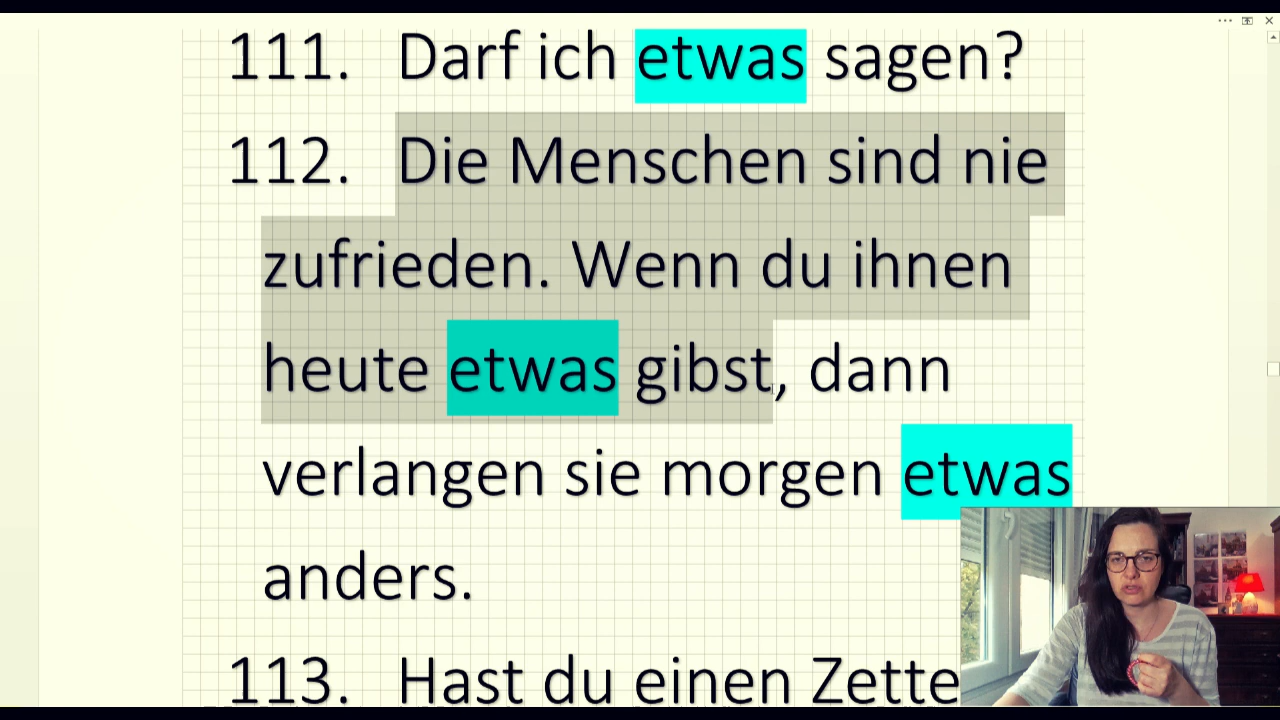 111. Darf ich etwas sagen?
112. Die Menschen sind nie
zufrieden. Wenn du ihnen
heute etwas gibst, dann
verlangen sie morgen etwas
anders.
113. Hast du einen Zette